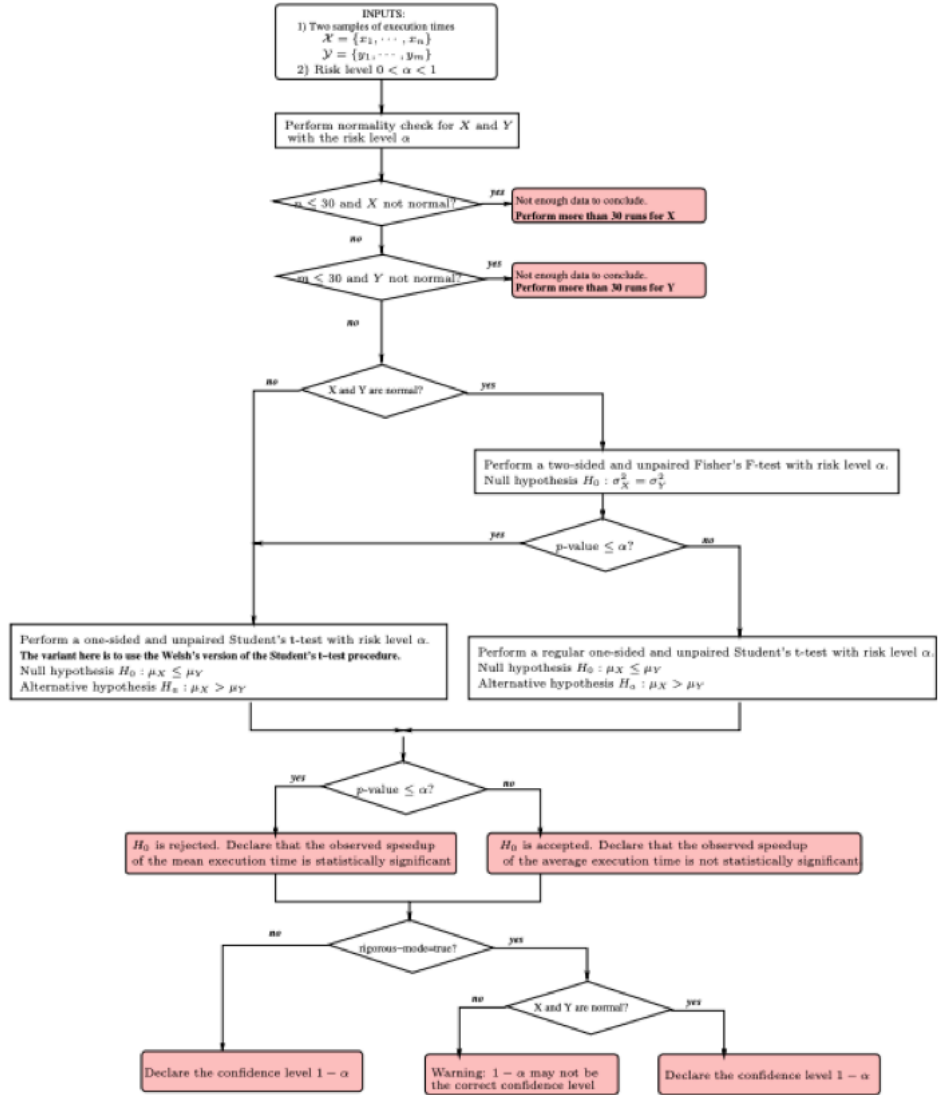 INPUTS:
1) Two samples of execution times
𝒳 = {x₁, ⋯ , xₙ}
𝒴 = {y₁, ⋯ , yₘ}
2) Risk level 0 < α < 1
Perform normality check for X and Y
with the risk level α
n ≤ 30 and X not normal?
yes
Not enough data to conclude.
Perform more than 30 runs for X
no
m ≤ 30 and Y not normal?
yes
Not enough data to conclude.
Perform more than 30 runs for Y
no
no
X and Y are normal?
yes
Perform a two-sided and unpaired Fisher's F-test with risk level α.
Null hypothesis H₀ : σ²_X = σ²_Y
yes
p-value ≤ α?
no
Perform a one-sided and unpaired Student's t-test with risk level α.
The variant here is to use the Welsh's version of the Student's t-test procedure.
Null hypothesis H₀ : μ_X ≤ μ_Y
Alternative hypothesis Hₐ : μ_X > μ_Y
Perform a regular one-sided and unpaired Student's t-test with risk level α.
Null hypothesis H₀ : μ_X ≤ μ_Y
Alternative hypothesis Hₐ : μ_X > μ_Y
yes
p-value ≤ α?
no
H₀ is rejected. Declare that the observed speedup
of the mean execution time is statistically significant
H₀ is accepted. Declare that the observed speedup
of the average execution time is not statistically significant
no
rigorous-mode=true?
yes
no
X and Y are normal?
yes
Declare the confidence level 1 − α
Warning: 1 − α may not be
the correct confidence level
Declare the confidence level 1 − α